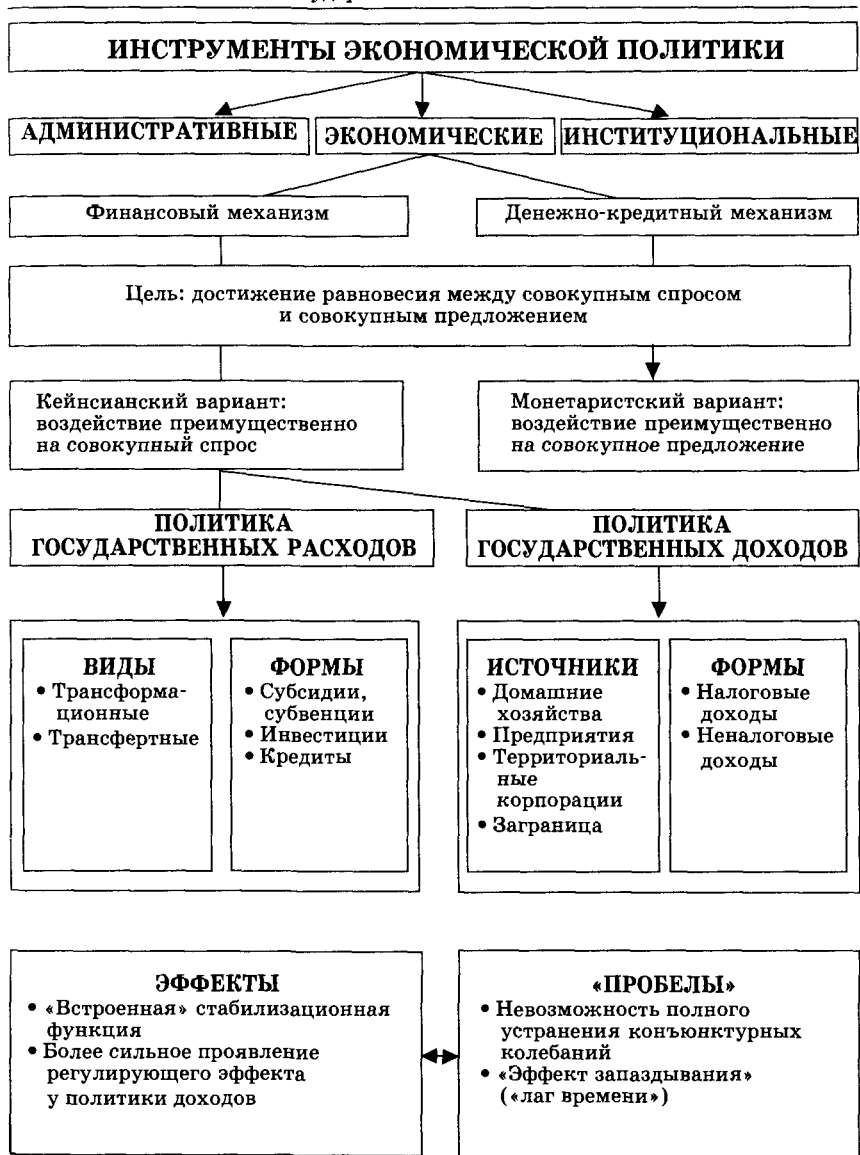 ИНСТРУМЕНТЫ ЭКОНОМИЧЕСКОЙ ПОЛИТИКИ
АДМИНИСТРАТИВНЫЕ
ЭКОНОМИЧЕСКИЕ
ИНСТИТУЦИОНАЛЬНЫЕ
Финансовый механизм
Денежно-кредитный механизм
Цель: достижение равновесия между совокупным спросом
и совокупным предложением
Кейнсианский вариант:
воздействие преимущественно
на совокупный спрос
Монетаристский вариант:
воздействие преимущественно
на совокупное предложение
ПОЛИТИКА
ГОСУДАРСТВЕННЫХ РАСХОДОВ
ПОЛИТИКА
ГОСУДАРСТВЕННЫХ ДОХОДОВ
ВИДЫ
• Трансформа-
ционные
• Трансфертные
ФОРМЫ
• Субсидии,
субвенции
• Инвестиции
• Кредиты
ИСТОЧНИКИ
• Домашние
хозяйства
• Предприятия
• Территориаль-
ные
корпорации
• Заграница
ФОРМЫ
• Налоговые
доходы
• Неналоговые
доходы
ЭФФЕКТЫ
• «Встроенная» стабилизационная
функция
• Более сильное проявление
регулирующего эффекта
у политики доходов
«ПРОБЕЛЫ»
• Невозможность полного
устранения конъюнктурных
колебаний
• «Эффект запаздывания»
(«лаг времени»)